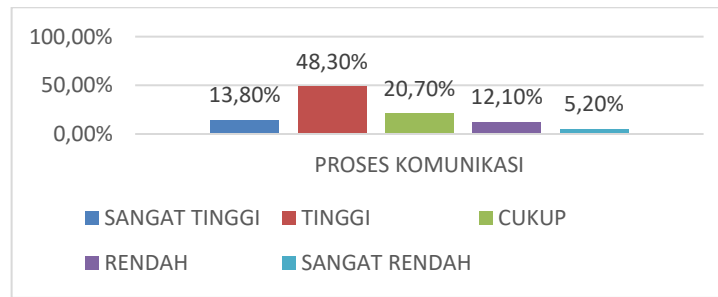 100,00%
48,30%
50,00%
13,80%
20,70%
12,10%
5,20%
0,00%
PROSES KOMUNIKASI
SANGAT TINGGI
TINGGI
CUKUP
RENDAH
SANGAT RENDAH